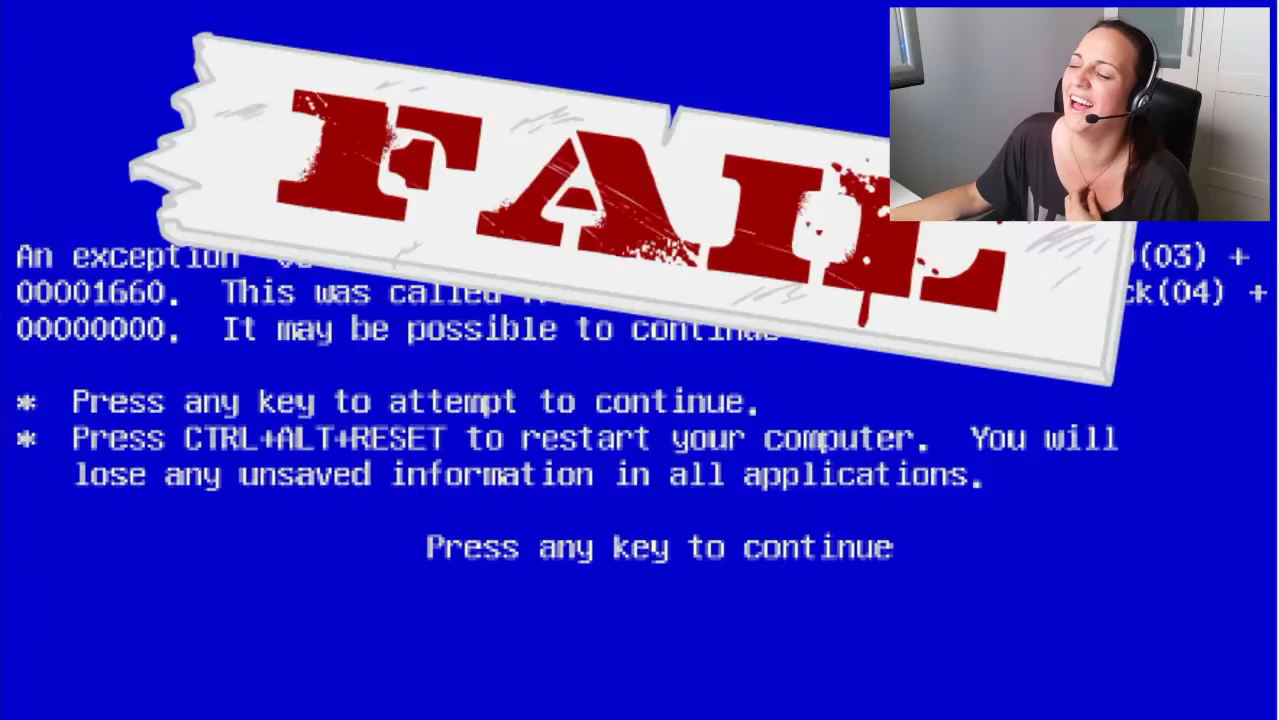 FAIL
An exception
(03) +
00001660. This was called
ck(04) +
00000000. It may be possible to continue
* Press any key to attempt to continue.
* Press CTRL+ALT+RESET to restart your computer. You will
lose any unsaved information in all applications.
Press any key to continue